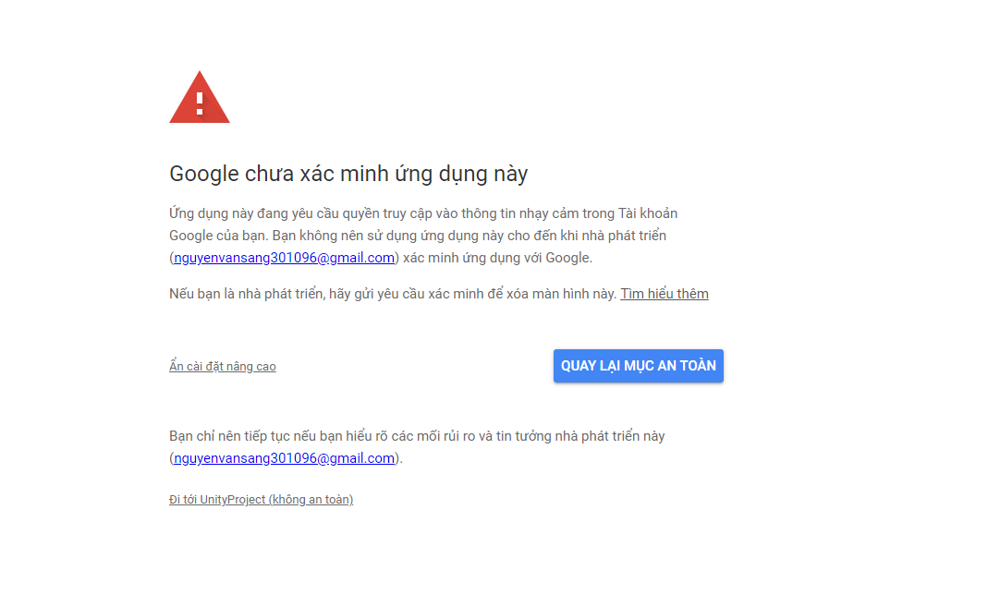 Google chưa xác minh ứng dụng này
Ứng dụng này đang yêu cầu quyền truy cập vào thông tin nhạy cảm trong Tài khoản
Google của bạn. Bạn không nên sử dụng ứng dụng này cho đến khi nhà phát triển
(nguyenvansang301096@gmail.com) xác minh ứng dụng với Google.
Nếu bạn là nhà phát triển, hãy gửi yêu cầu xác minh để xóa màn hình này. Tìm hiểu thêm
Ẩn cài đặt nâng cao
QUAY LẠI MỤC AN TOÀN
Bạn chỉ nên tiếp tục nếu bạn hiểu rõ các mối rủi ro và tin tưởng nhà phát triển này
(nguyenvansang301096@gmail.com).
Đi tới UnityProject (không an toàn)